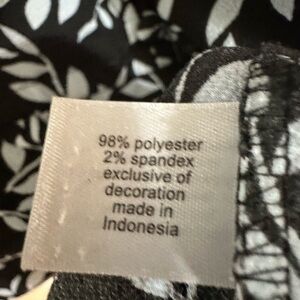 98% polyester
2% spandex
exclusive of
decoration
made in
Indonesia